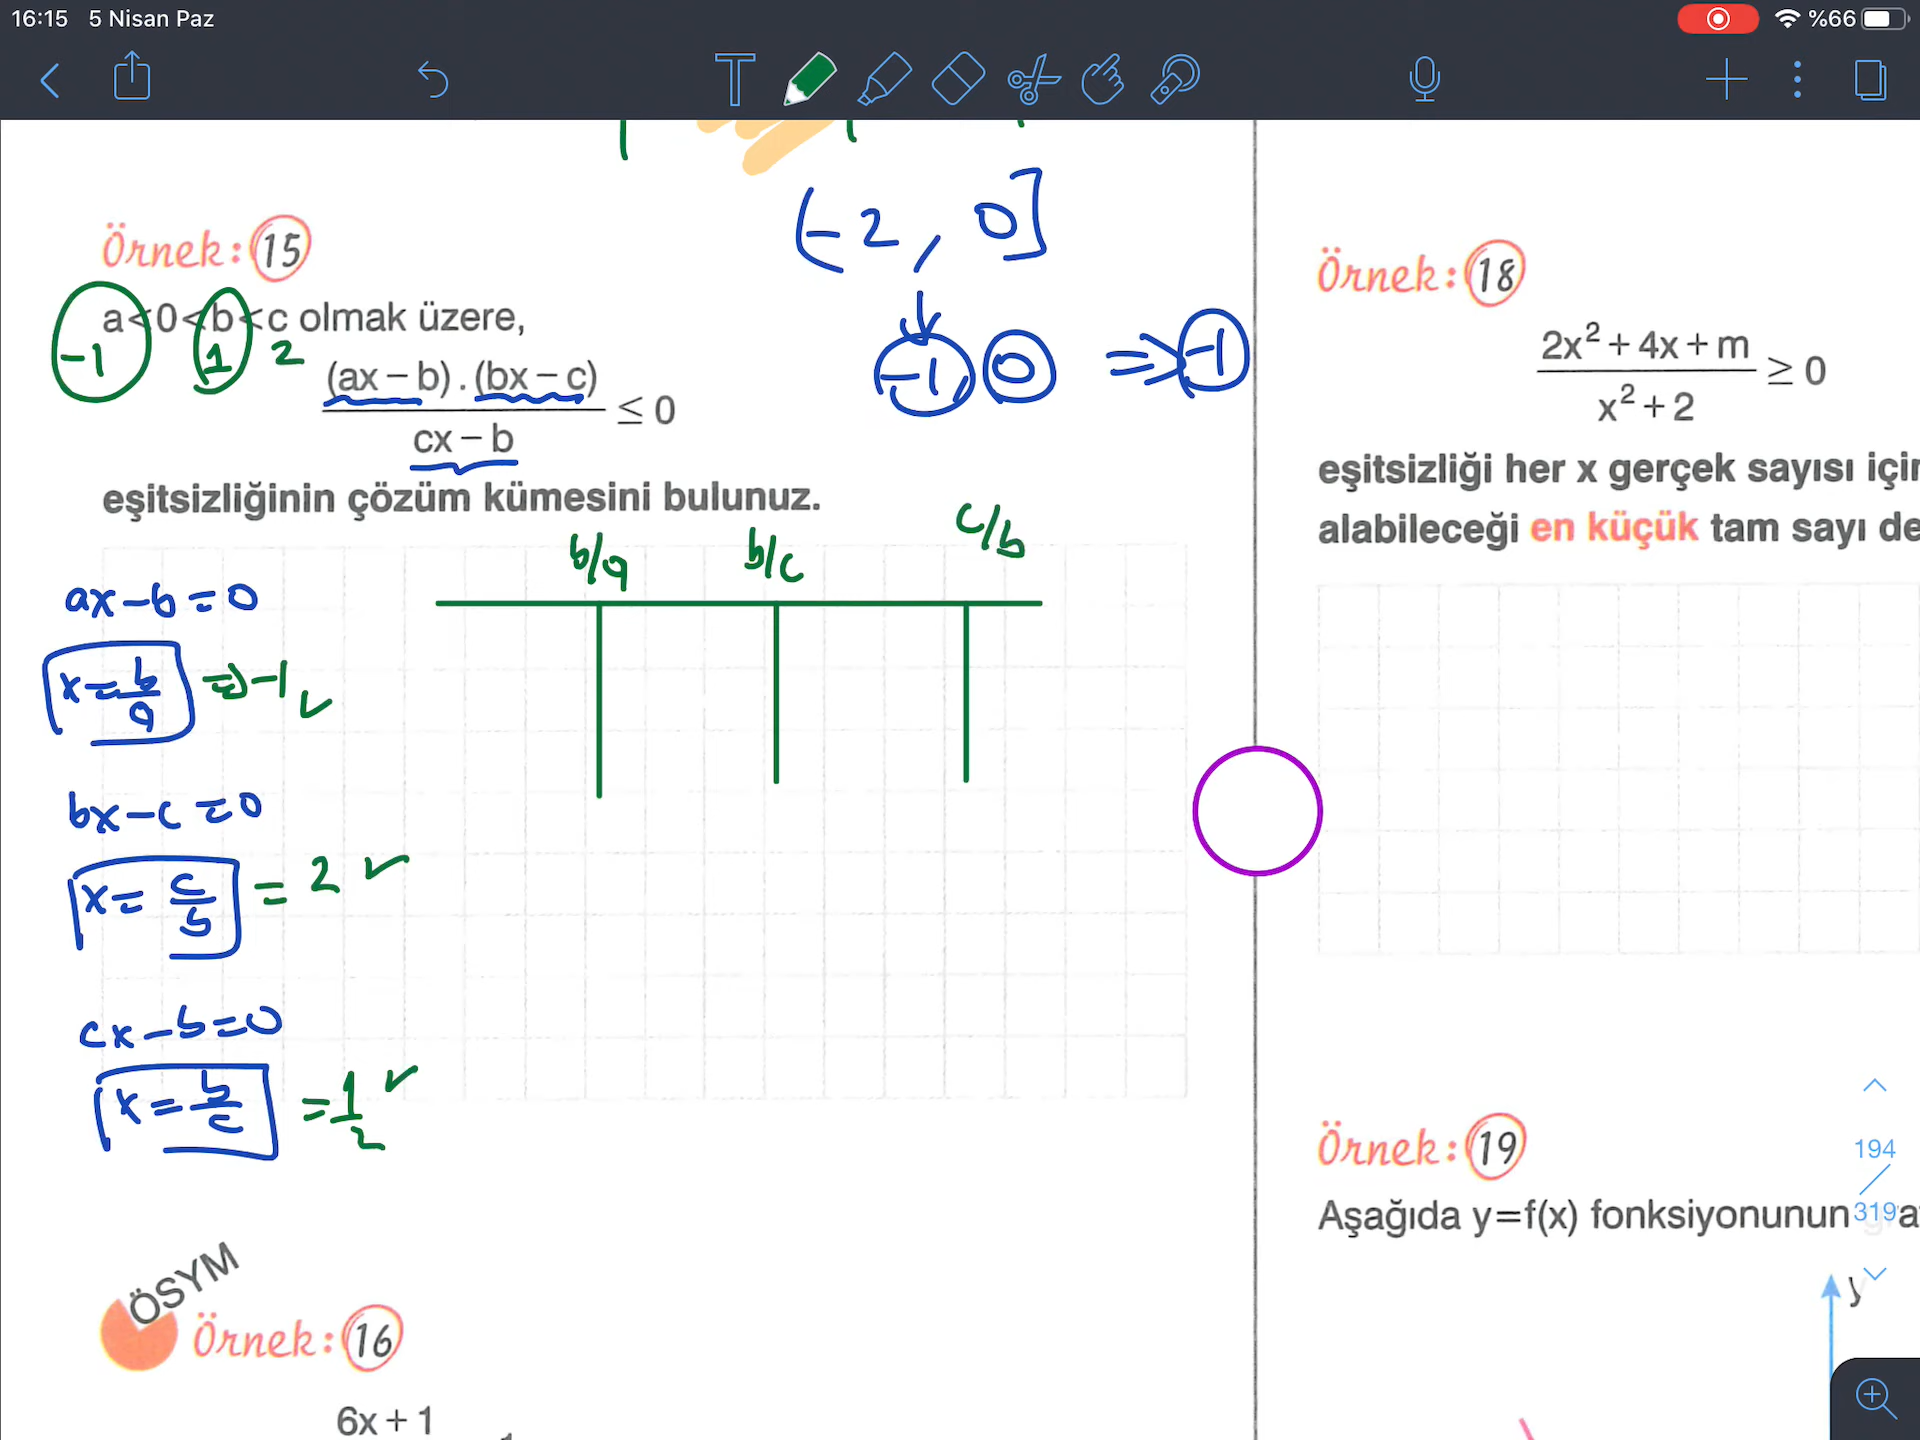 16:15 5 Nisan Paz
%66
T
(-2, 0]
-1, 0 ⇒ -1
Örnek: 15
a<0<b<c olmak üzere,
-1 1 2
(ax – b) . (bx – c)
≤ 0
cx – b
eşitsizliğinin çözüm kümesini bulunuz.
b/a b/c c/b
ax-b=0
x=b/a ⇒-1
bx-c=0
x=c/b = 2
cx-b=0
x=b/c =1/2
ÖSYM
Örnek: 16
6x + 1
Örnek: 18
2x² + 4x + m
≥ 0
x² + 2
eşitsizliği her x gerçek sayısı için
alabileceği en küçük tam sayı de
Örnek: 19
194
319
Aşağıda y=f(x) fonksiyonunun
y